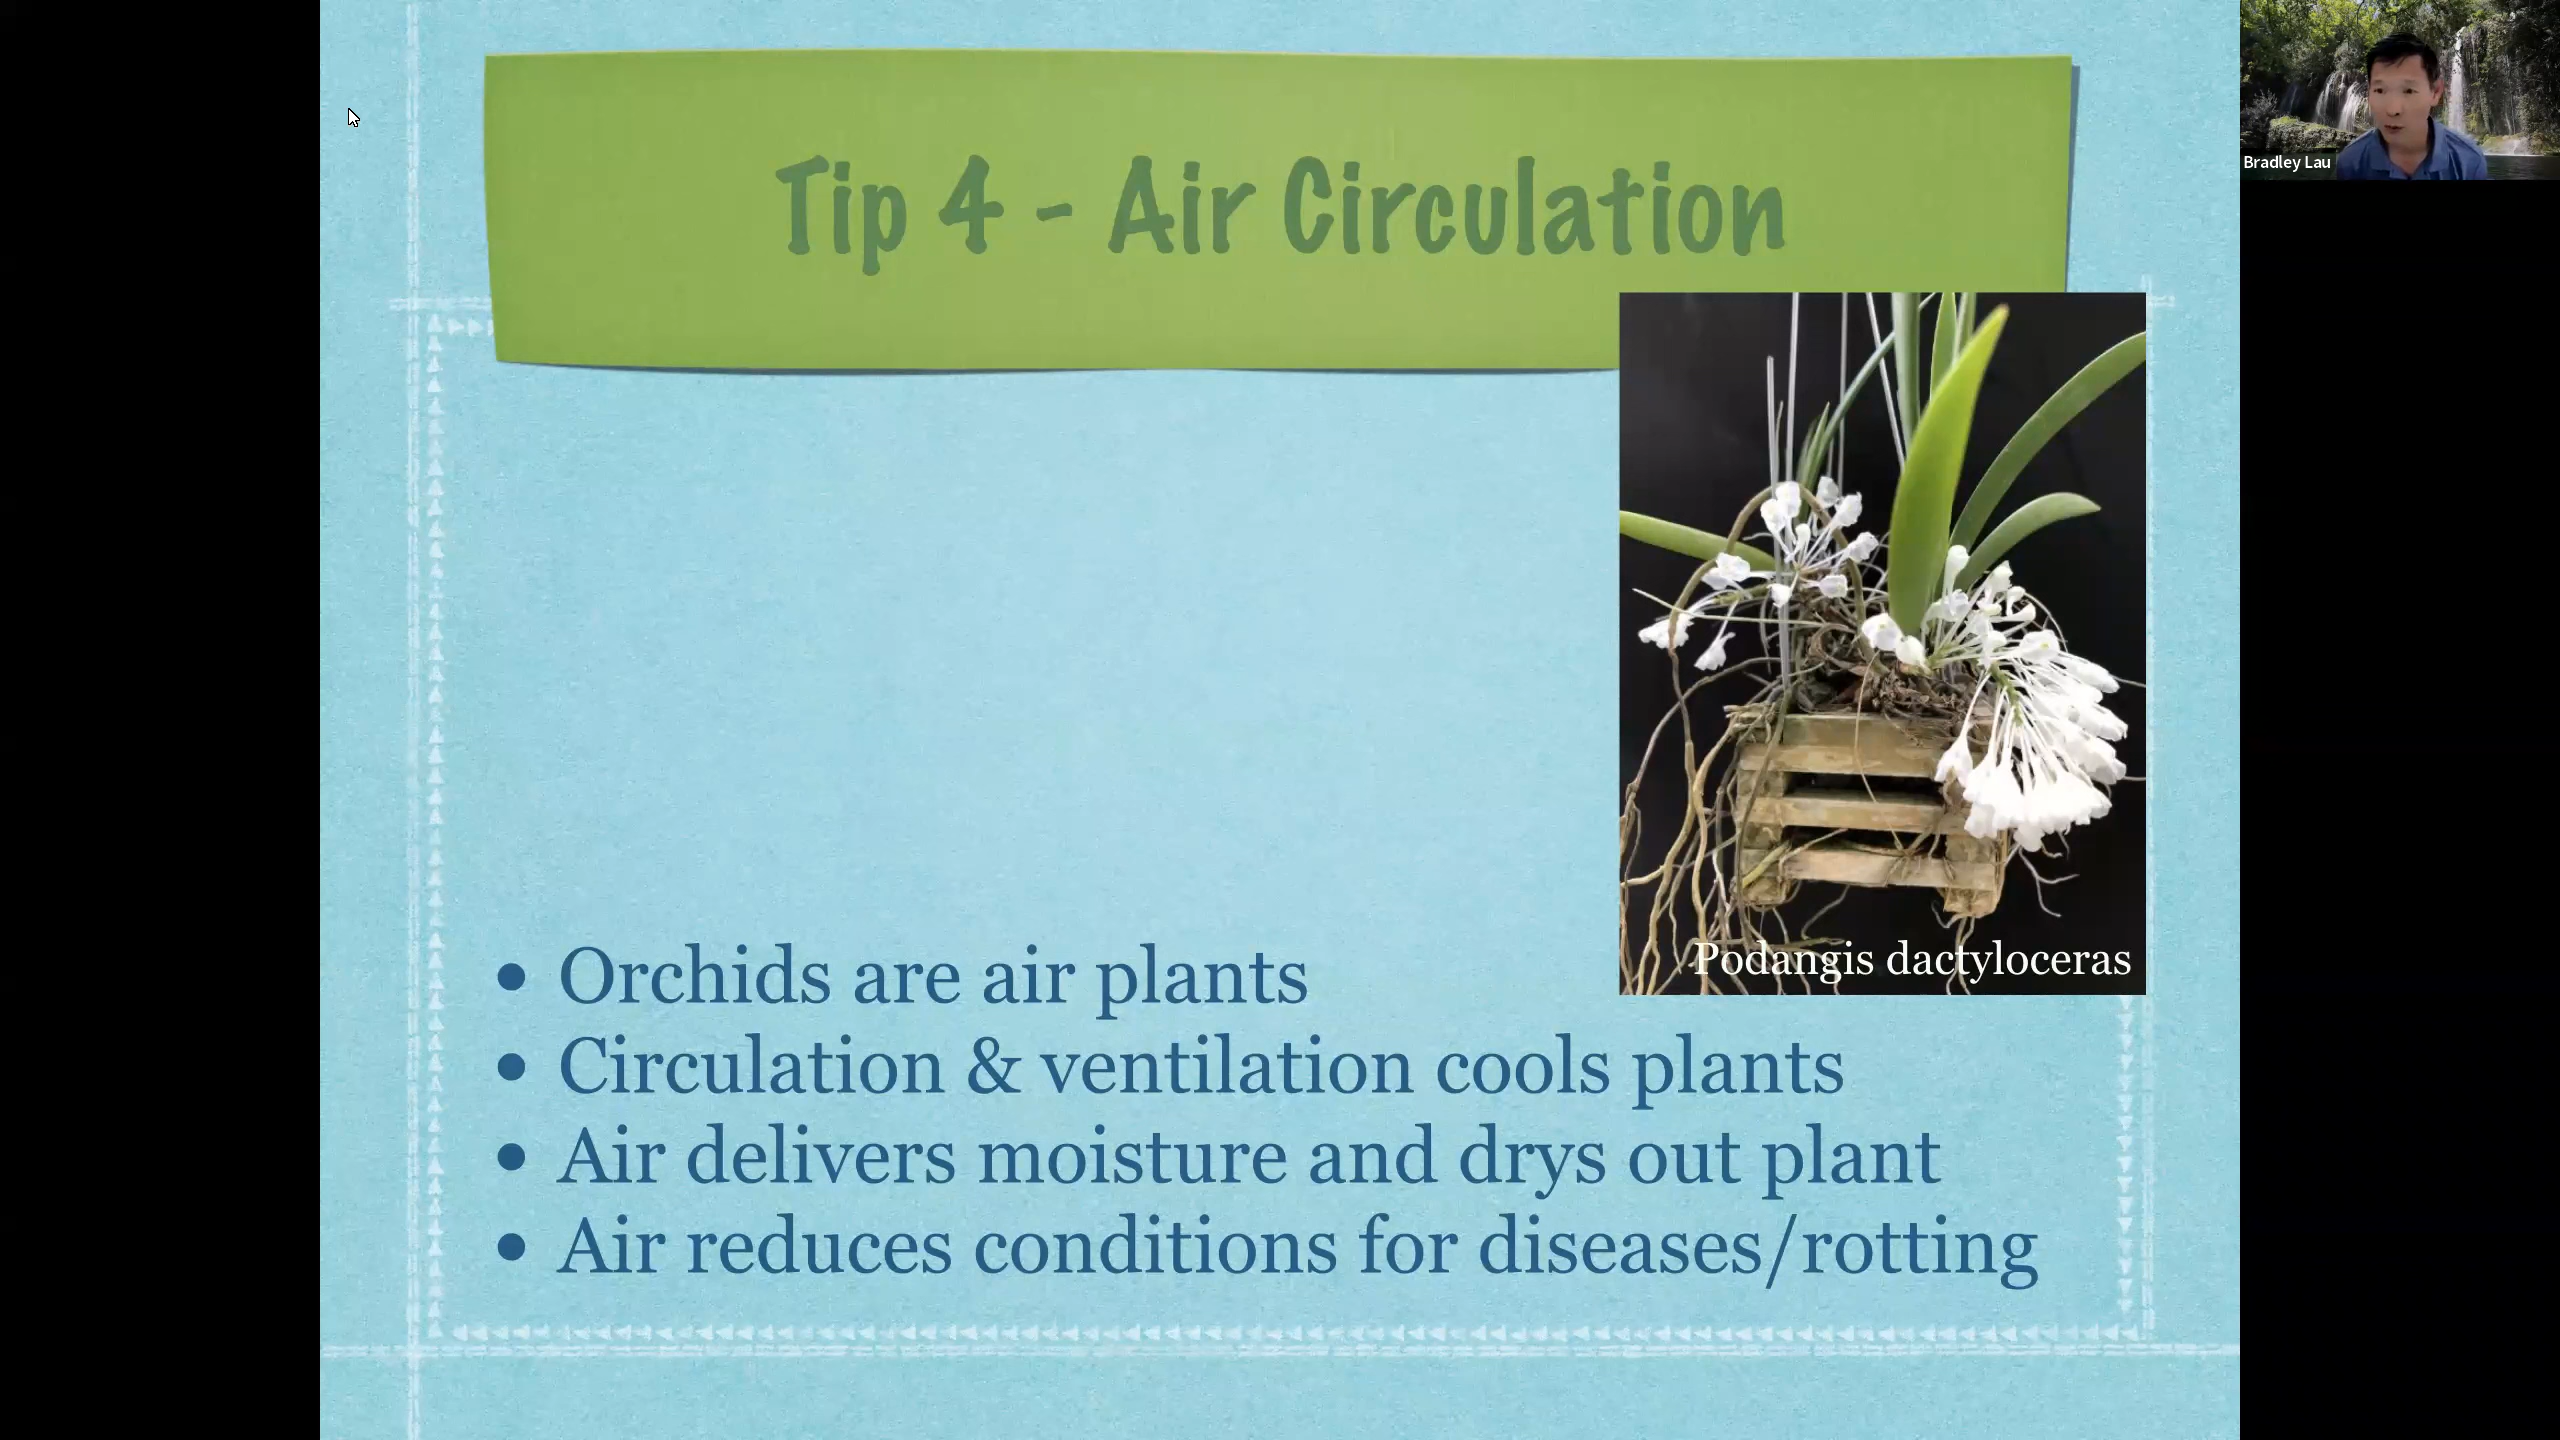 Tip 4 - Air Circulation
Bradley Lau
Podangis dactyloceras
• Orchids are air plants
• Circulation & ventilation cools plants
• Air delivers moisture and drys out plant
• Air reduces conditions for diseases/rotting